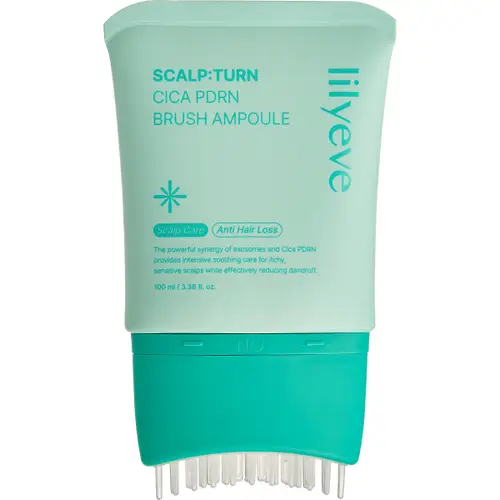 SCALP:TURN
CICA PDRN
BRUSH AMPOULE
lilyeve
Scalp Care
Anti Hair Loss
The powerful synergy of exosomes and Cica PDRN
provides intensive soothing care for itchy,
sensitive scalps while effectively reducing dandruff.
100 ml / 3.38 fl. oz.